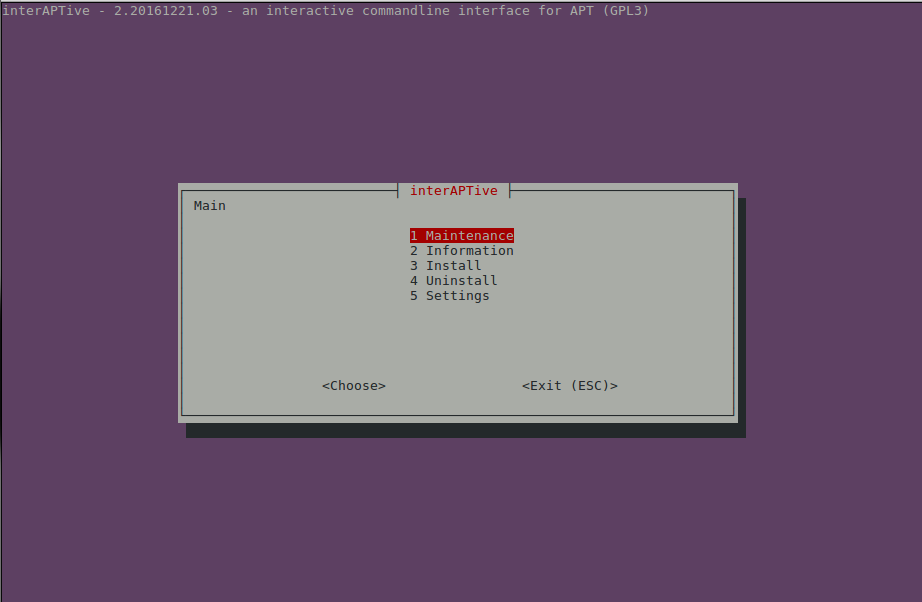 interAPTive - 2.20161221.03 - an interactive commandline interface for APT (GPL3)
interAPTive
Main
1 Maintenance
2 Information
3 Install
4 Uninstall
5 Settings
<Choose> <Exit (ESC)>